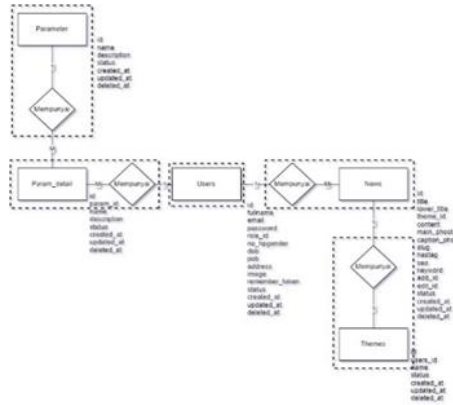 Parameter
id
name
description
status
created_at
updated_at
deleted_at
Mempunyai
Param_detail
Mempunyai
Users
Mempunyai
News
id
param_id
name
description
status
created_at
updated_at
deleted_at
id
fullname
email
password
role_id
dob
pob
address
image
remember_token
status
created_at
updated_at
deleted_at
id
title
theme_id
content
slug
hastag
seo
keyword
add_id
edit_id
status
created_at
updated_at
deleted_at
Mempunyai
Themes
users_id
name
status
created_at
updated_at
deleted_at